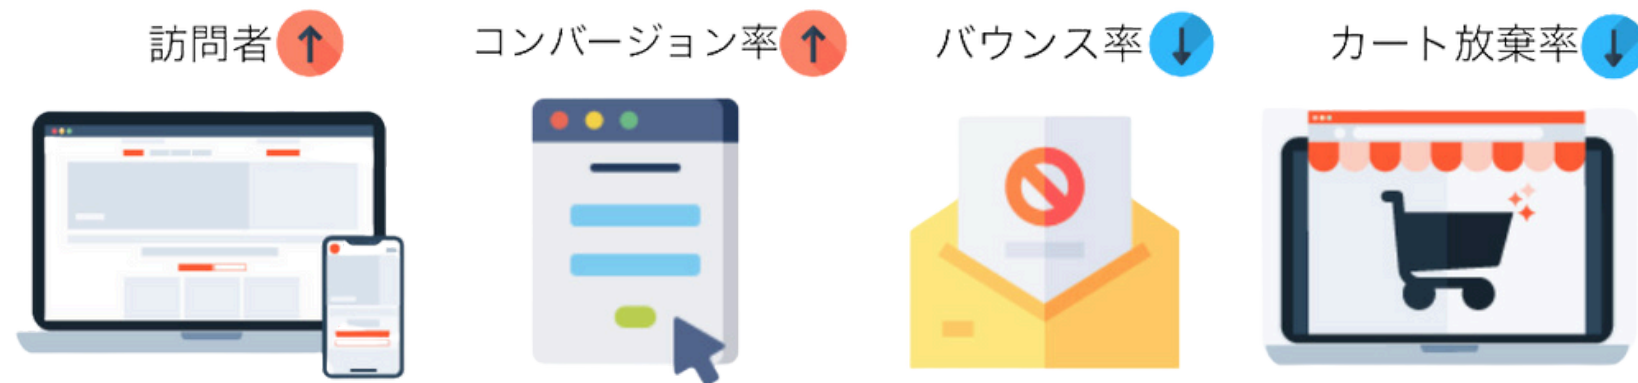 訪問者
コンバージョン率
バウンス率
カート放棄率